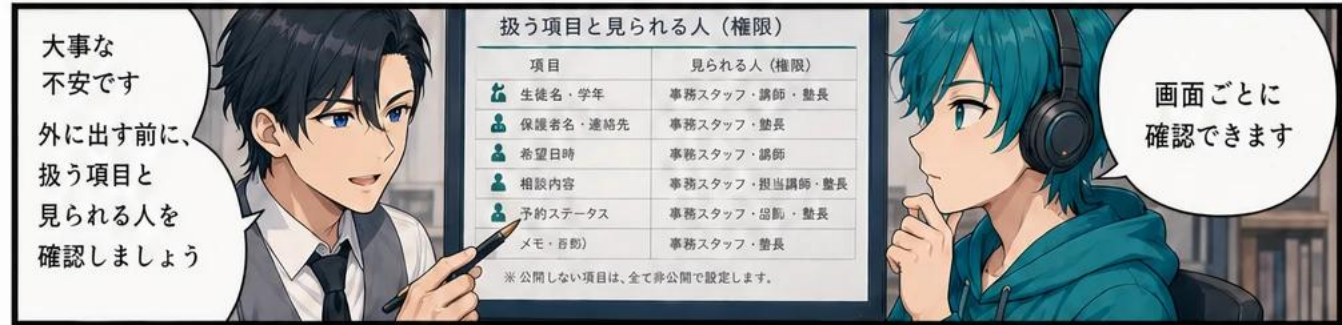 大事な
不安です
外に出す前に、
扱う項目と
見られる人を
確認しましょう
扱う項目と見られる人（権限）
項目 見られる人（権限）
生徒名・学年 事務スタッフ・講師・塾長
保護者名・連絡先 事務スタッフ・塾長
希望日時 事務スタッフ・講師
相談内容 事務スタッフ・担当講師・塾長
予約ステータス 事務スタッフ・ ・塾長
メモ・ 事務スタッフ・塾長
※公開しない項目は、全て非公開で設定します。
画面ごとに
確認できます